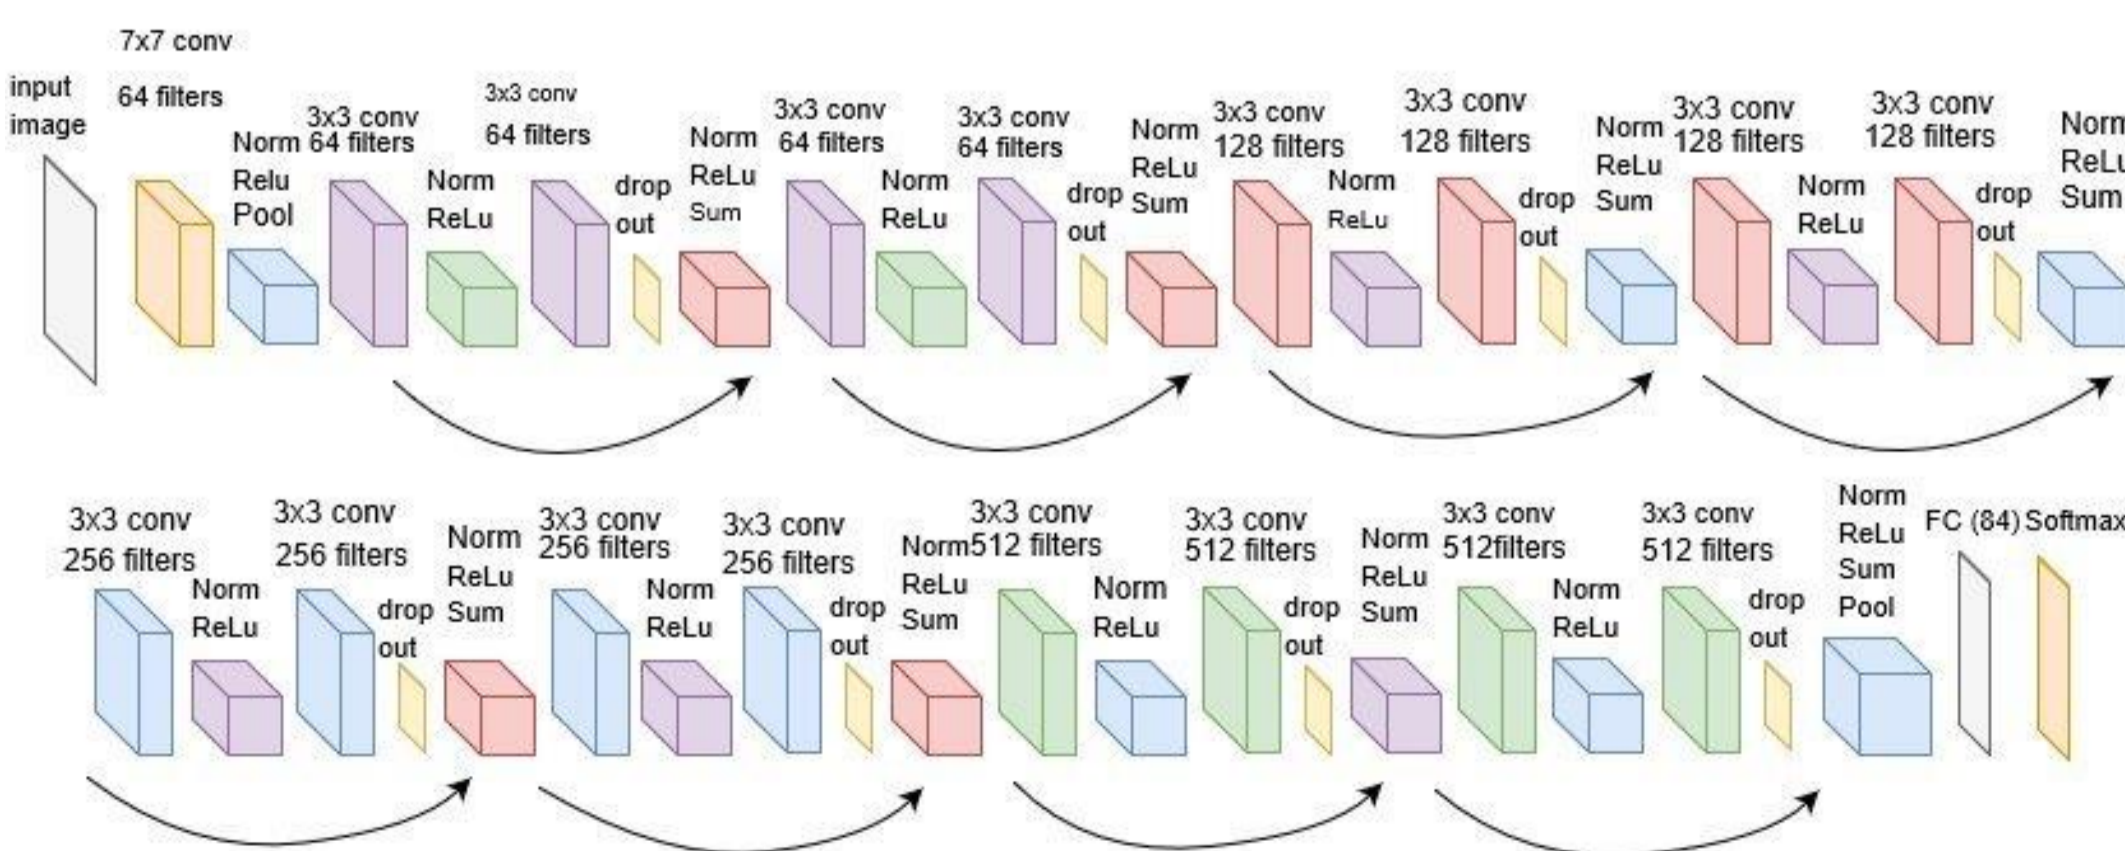 input
image
7x7 conv
64 filters
Norm
Relu
Pool
3x3 conv
64 filters
Norm
ReLu
3x3 conv
64 filters
drop
out
Norm
ReLu
Sum
3x3 conv
64 filters
Norm
ReLu
3x3 conv
64 filters
drop
out
Norm
ReLu
Sum
3x3 conv
128 filters
Norm
ReLu
3x3 conv
128 filters
drop
out
Norm
ReLu
Sum
3x3 conv
128 filters
Norm
ReLu
3x3 conv
128 filters
drop
out
Norm
ReLu
Sum
3x3 conv
256 filters
Norm
ReLu
3x3 conv
256 filters
drop
out
Norm
ReLu
Sum
3x3 conv
256 filters
Norm
ReLu
3x3 conv
256 filters
drop
out
Norm
ReLu
Sum
3x3 conv
512 filters
Norm
ReLu
3x3 conv
512 filters
drop
out
Norm
ReLu
Sum
3x3 conv
512filters
Norm
ReLu
3x3 conv
512 filters
drop
out
Norm
ReLu
Sum
Pool
FC (84)
Softmax